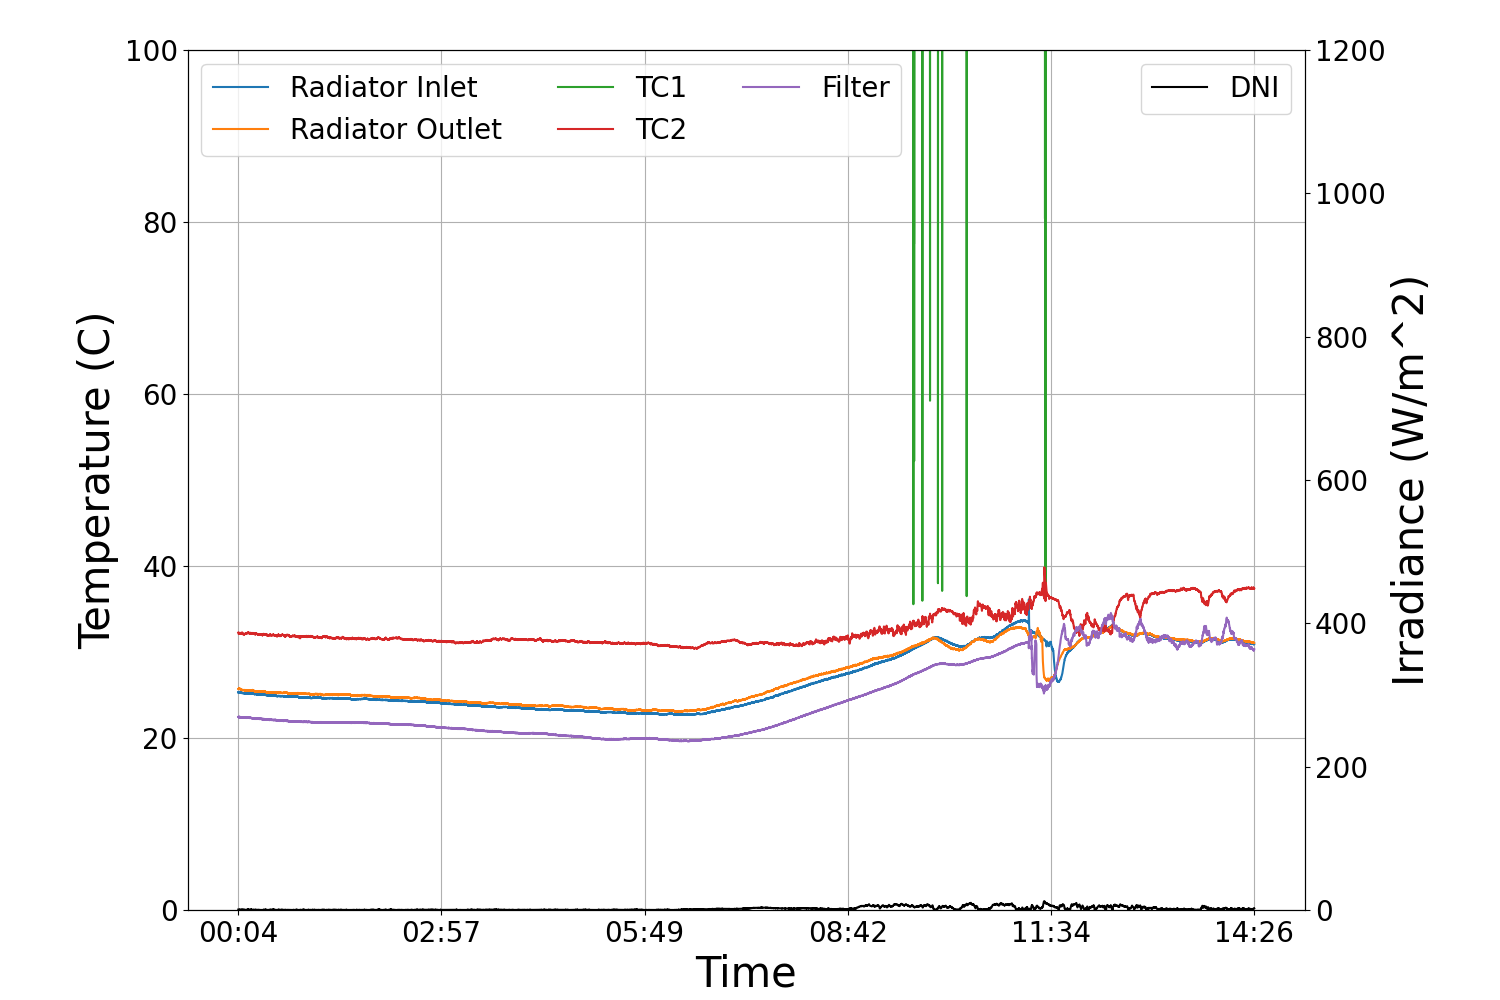 Radiator Inlet
Radiator Outlet
TC1
TC2
Filter
DNI
100
80
60
40
20
0
Temperature (C)
1200
1000
800
600
400
200
0
Irradiance (W/m^2)
00:04 02:57 05:49 08:42 11:34 14:26
Time